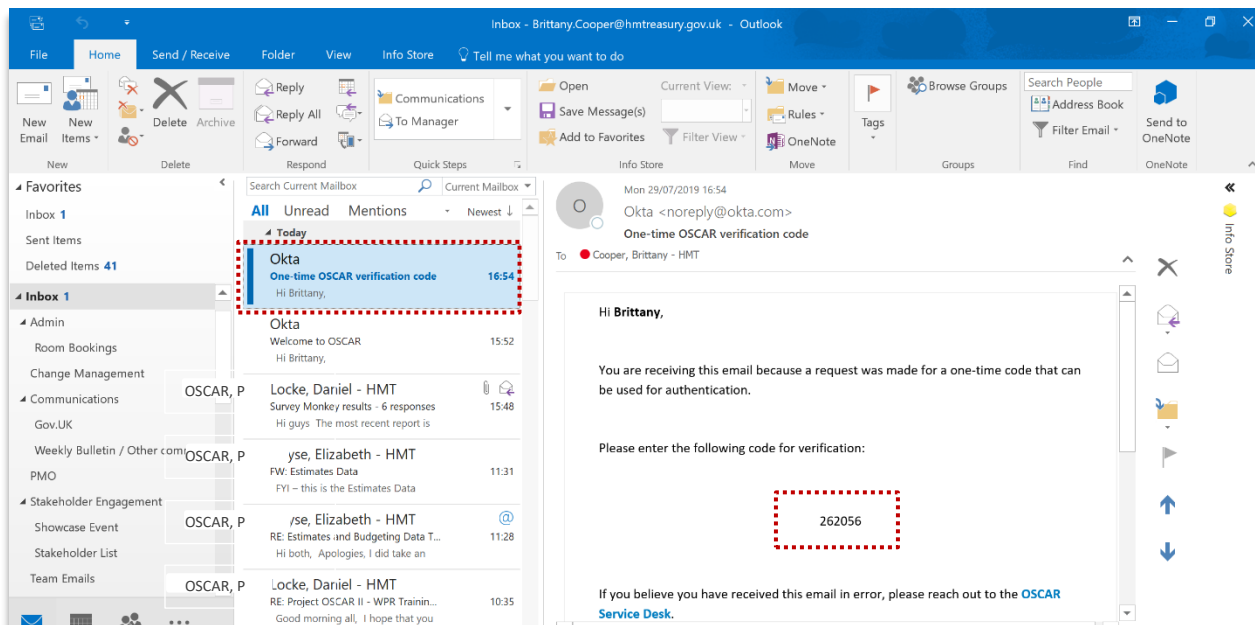 Inbox - Brittany.Cooper@hmtreasury.gov.uk - Outlook
File Home Send / Receive Folder View Info Store Tell me what you want to do
New Email
New Items
Delete
Archive
Reply
Reply All
Forward
Communications
To Manager
Open
Save Message(s)
Add to Favorites
Current View:
Filter View
Move
Rules
OneNote
Tags
Browse Groups
Search People
Address Book
Filter Email
Send to OneNote
New Delete Respond Quick Steps Info Store Move Groups Find OneNote
Favorites
Inbox 1
Sent Items
Deleted Items 41
Inbox 1
Admin
Room Bookings
Change Management
Communications
Gov.UK
Weekly Bulletin / Other
PMO
Stakeholder Engagement
Showcase Event
Stakeholder List
Team Emails
OSCAR, P
OSCAR, P
OSCAR, P
OSCAR, P
Search Current Mailbox Current Mailbox
All Unread Mentions Newest ↓
Today
Okta
One-time OSCAR verification code 16:54
Hi Brittany,
Okta
Welcome to OSCAR 15:52
Hi Brittany,
Locke, Daniel - HMT
Survey Monkey results - 6 responses 15:48
Hi guys The most recent report is
yse, Elizabeth - HMT
FW: Estimates Data 11:31
FYI – this is the Estimates Data
yse, Elizabeth - HMT
@
RE: Estimates and Budgeting Data T... 11:28
Hi both, Apologies, I did take an
Locke, Daniel - HMT
RE: Project OSCAR II - WPR Trainin... 10:35
Good morning all, I hope that you
O
Mon 29/07/2019 16:54
Okta <noreply@okta.com>
One-time OSCAR verification code
To Cooper, Brittany - HMT
Hi Brittany,
You are receiving this email because a request was made for a one-time code that can
be used for authentication.
Please enter the following code for verification:
262056
If you believe you have received this email in error, please reach out to the OSCAR
Service Desk.
Info Store